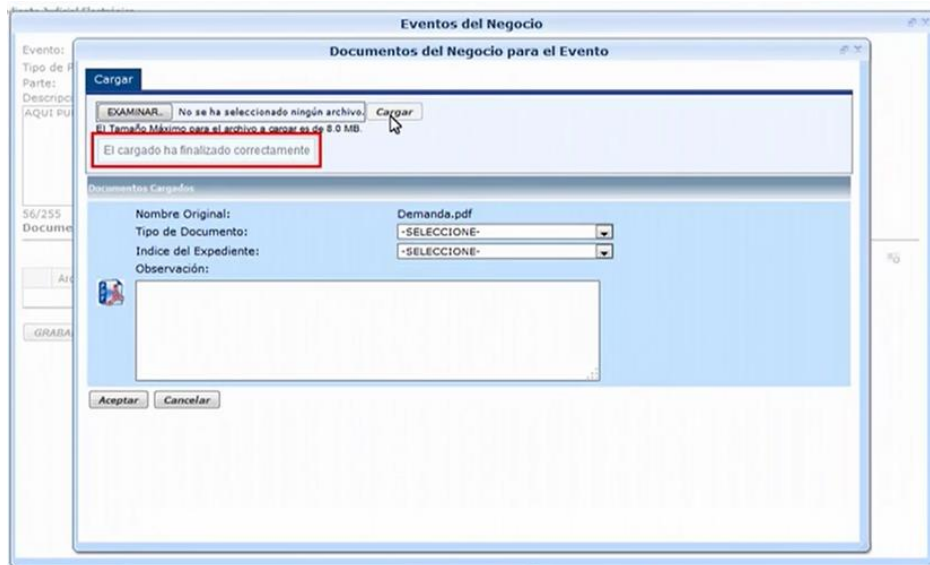 Eventos del Negocio
Evento:
Tipo de P
Parte:
Descripci
AQUI PU
56/255
Docume
GRABA
Documentos del Negocio para el Evento
Cargar
EXAMINAR.. No se ha seleccionado ningún archivo. Cargar
El Tamaño Máximo para el archivo a cargar es de 8.0 MB.
El cargado ha finalizado correctamente
Documentos Cargados
Nombre Original: Demanda.pdf
Tipo de Documento: -SELECCIONE-
Indice del Expediente: -SELECCIONE-
Observación:
Aceptar Cancelar